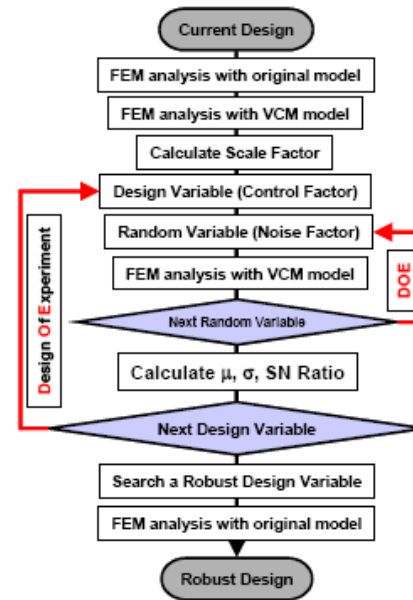 Current Design
FEM analysis with original model
FEM analysis with VCM model
Calculate Scale Factor
Design Variable (Control Factor)
Random Variable (Noise Factor)
FEM analysis with VCM model
Design Of Experiment
DOE
Next Random Variable
Calculate μ, σ, SN Ratio
Next Design Variable
Search a Robust Design Variable
FEM analysis with original model
Robust Design